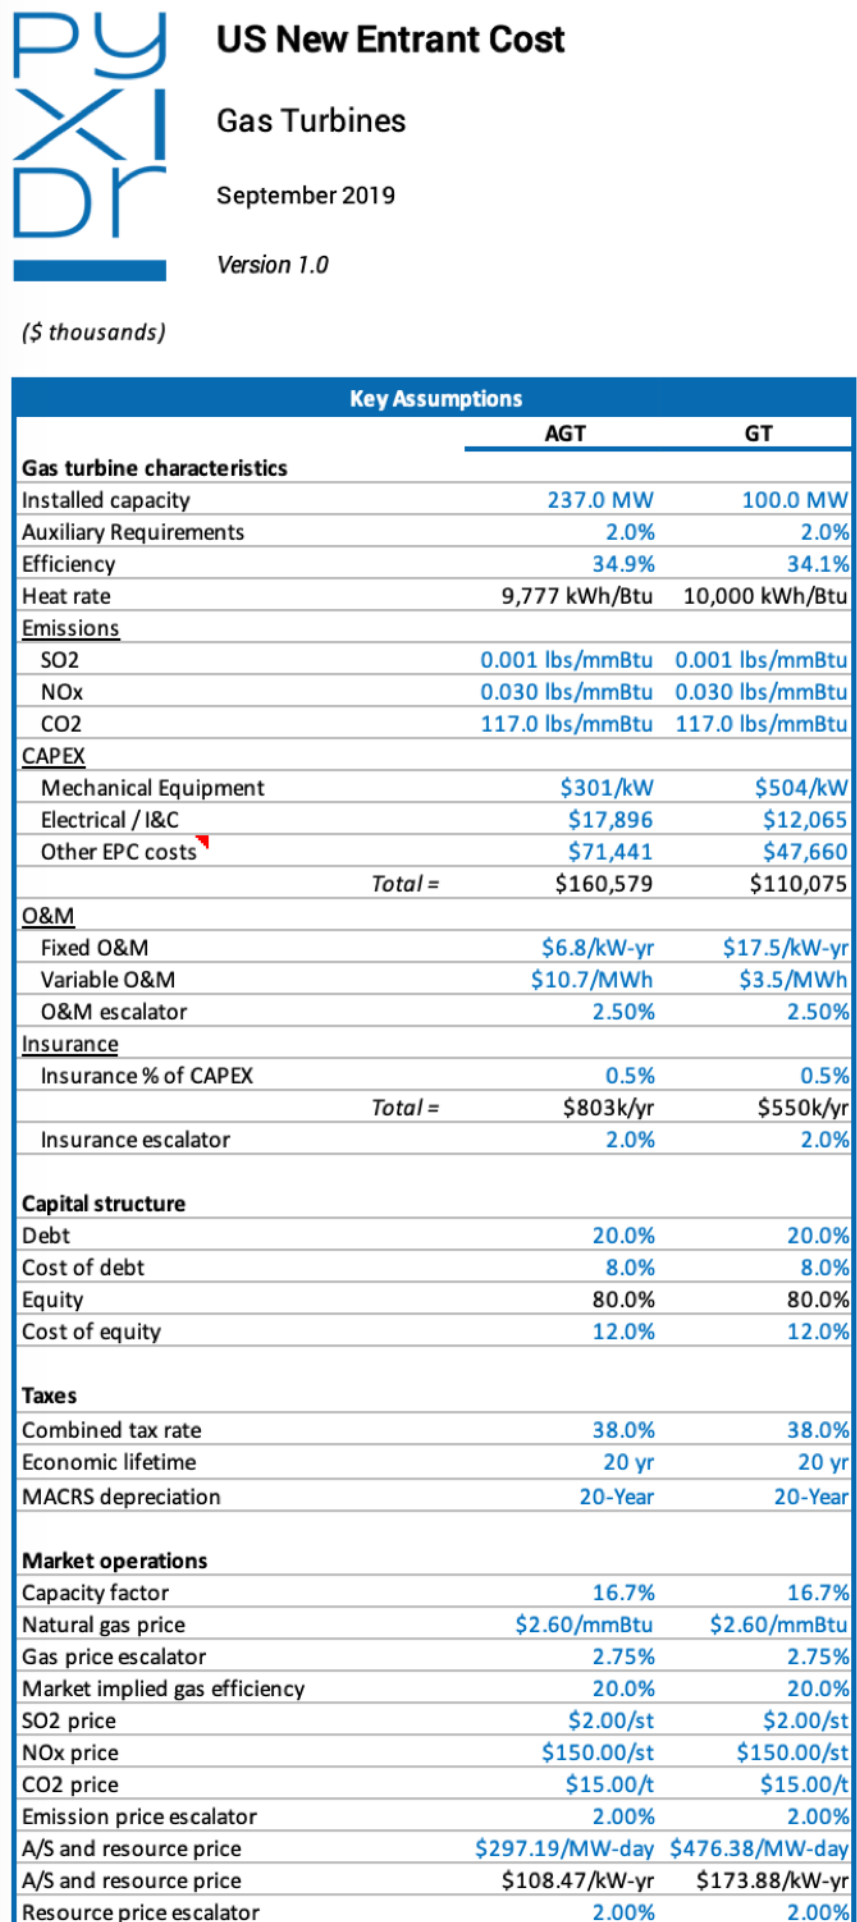 PY
XI
Dr
US New Entrant Cost
Gas Turbines
September 2019
Version 1.0
($ thousands)
Key Assumptions
AGT GT
Gas turbine characteristics
Installed capacity 237.0 MW 100.0 MW
Auxiliary Requirements 2.0% 2.0%
Efficiency 34.9% 34.1%
Heat rate 9,777 kWh/Btu 10,000 kWh/Btu
Emissions
SO2 0.001 lbs/mmBtu 0.001 lbs/mmBtu
NOx 0.030 lbs/mmBtu 0.030 lbs/mmBtu
CO2 117.0 lbs/mmBtu 117.0 lbs/mmBtu
CAPEX
Mechanical Equipment $301/kW $504/kW
Electrical / I&C $17,896 $12,065
Other EPC costs $71,441 $47,660
Total = $160,579 $110,075
O&M
Fixed O&M $6.8/kW-yr $17.5/kW-yr
Variable O&M $10.7/MWh $3.5/MWh
O&M escalator 2.50% 2.50%
Insurance
Insurance % of CAPEX 0.5% 0.5%
Total = $803k/yr $550k/yr
Insurance escalator 2.0% 2.0%
Capital structure
Debt 20.0% 20.0%
Cost of debt 8.0% 8.0%
Equity 80.0% 80.0%
Cost of equity 12.0% 12.0%
Taxes
Combined tax rate 38.0% 38.0%
Economic lifetime 20 yr 20 yr
MACRS depreciation 20-Year 20-Year
Market operations
Capacity factor 16.7% 16.7%
Natural gas price $2.60/mmBtu $2.60/mmBtu
Gas price escalator 2.75% 2.75%
Market implied gas efficiency 20.0% 20.0%
SO2 price $2.00/st $2.00/st
NOx price $150.00/st $150.00/st
CO2 price $15.00/t $15.00/t
Emission price escalator 2.00% 2.00%
A/S and resource price $297.19/MW-day $476.38/MW-day
A/S and resource price $108.47/kW-yr $173.88/kW-yr
Resource price escalator 2.00% 2.00%